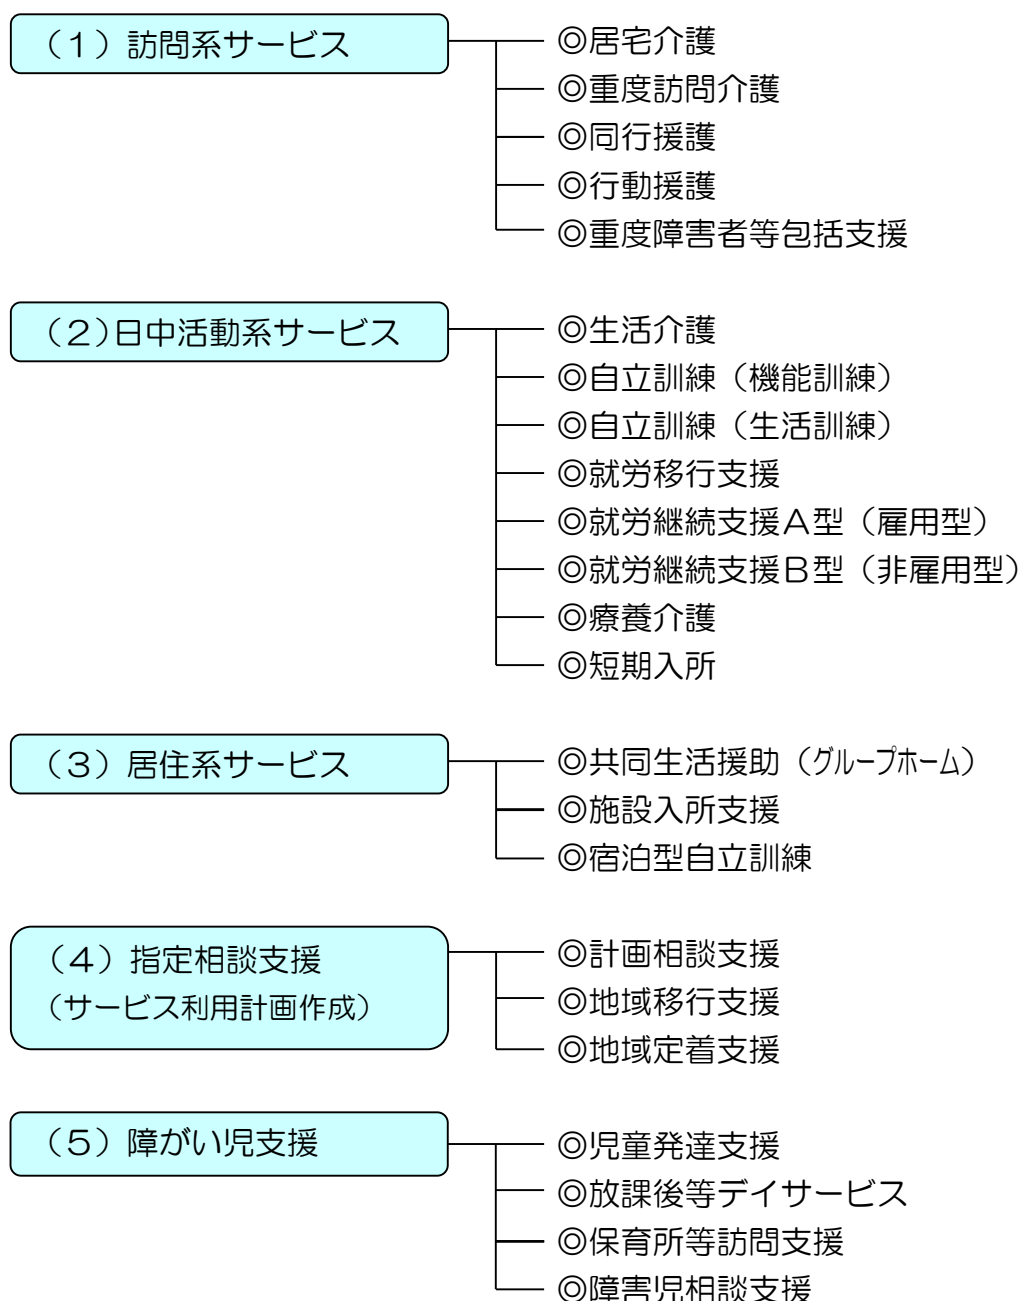 （１）訪問系サービス
◎居宅介護
◎重度訪問介護
◎同行援護
◎行動援護
◎重度障害者等包括支援
（２）日中活動系サービス
◎生活介護
◎自立訓練（機能訓練）
◎自立訓練（生活訓練）
◎就労移行支援
◎就労継続支援Ａ型（雇用型）
◎就労継続支援Ｂ型（非雇用型）
◎療養介護
◎短期入所
（３）居住系サービス
◎共同生活援助（グループホーム）
◎施設入所支援
◎宿泊型自立訓練
（４）指定相談支援
（サービス利用計画作成）
◎計画相談支援
◎地域移行支援
◎地域定着支援
（５）障がい児支援
◎児童発達支援
◎放課後等デイサービス
◎保育所等訪問支援
◎障害児相談支援